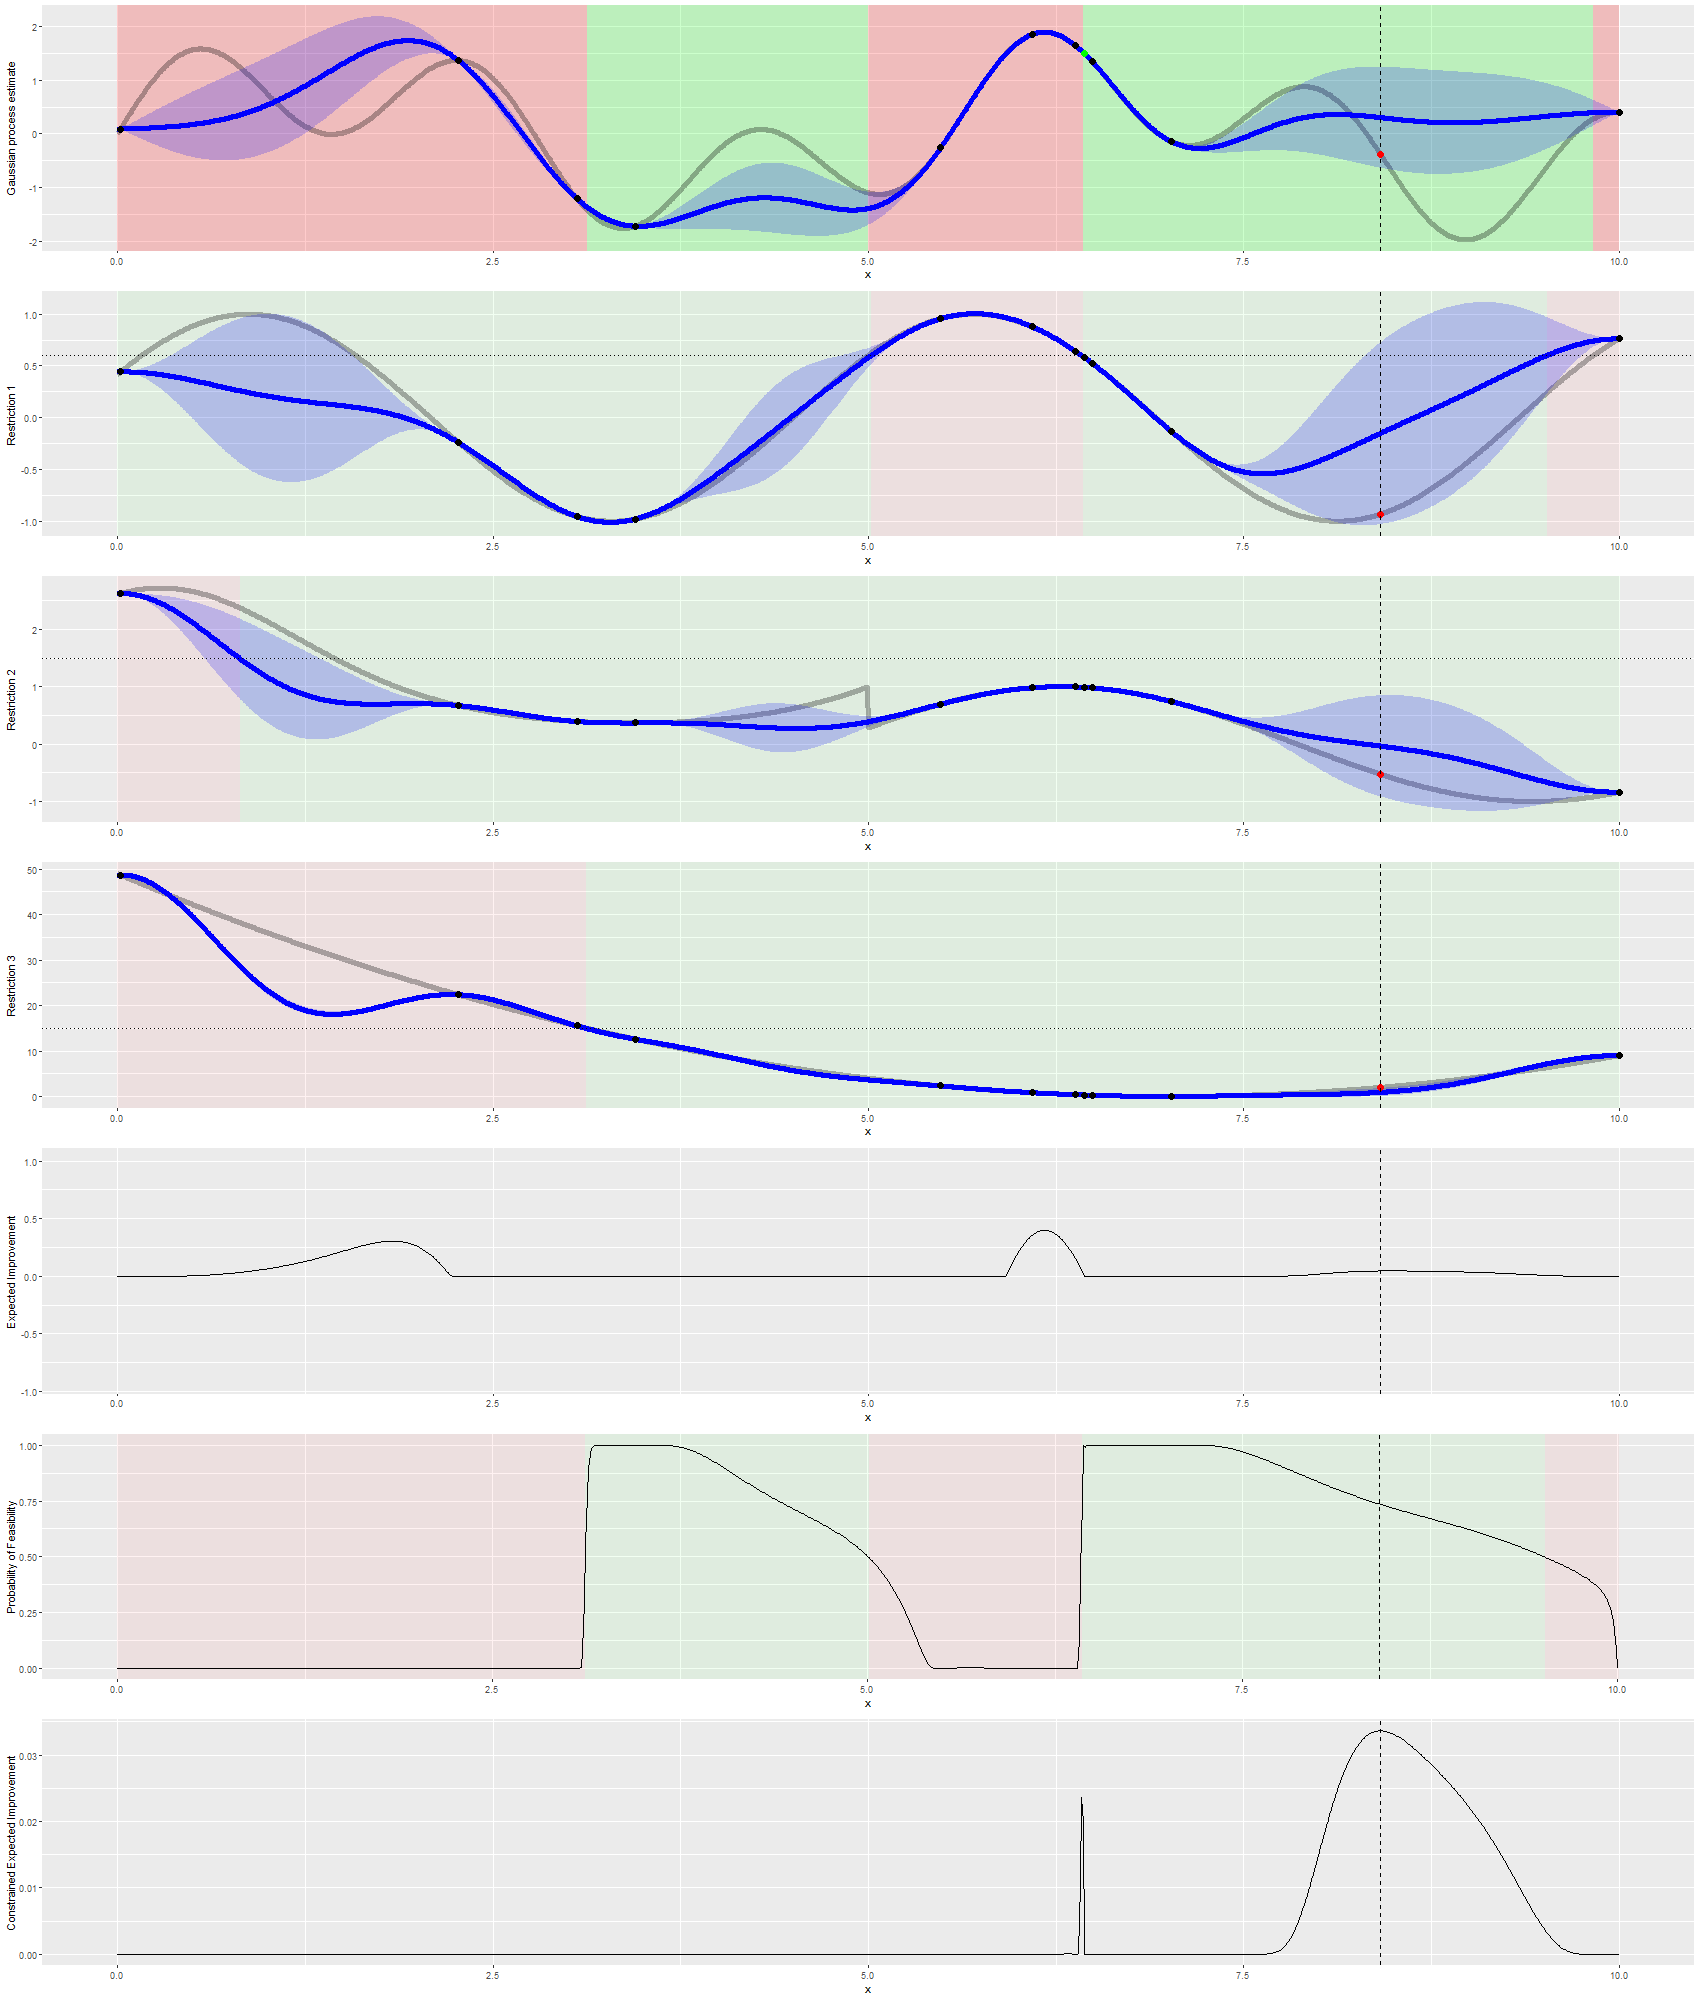 Gaussian process estimate
2
1
0
-1
-2
0.0 2.5 5.0 7.5 10.0
x
Restriction 1
1.0
0.5
0.0
-0.5
-1.0
0.0 2.5 5.0 7.5 10.0
x
Restriction 2
2
1
0
-1
0.0 2.5 5.0 7.5 10.0
x
Restriction 3
50
40
30
20
10
0
0.0 2.5 5.0 7.5 10.0
x
Expected Improvement
1.0
0.5
0.0
-0.5
-1.0
0.0 2.5 5.0 7.5 10.0
x
Probability of Feasibility
1.00
0.75
0.50
0.25
0.00
0.0 2.5 5.0 7.5 10.0
x
Constrained Expected Improvement
0.03
0.02
0.01
0.00
0.0 2.5 5.0 7.5 10.0
x